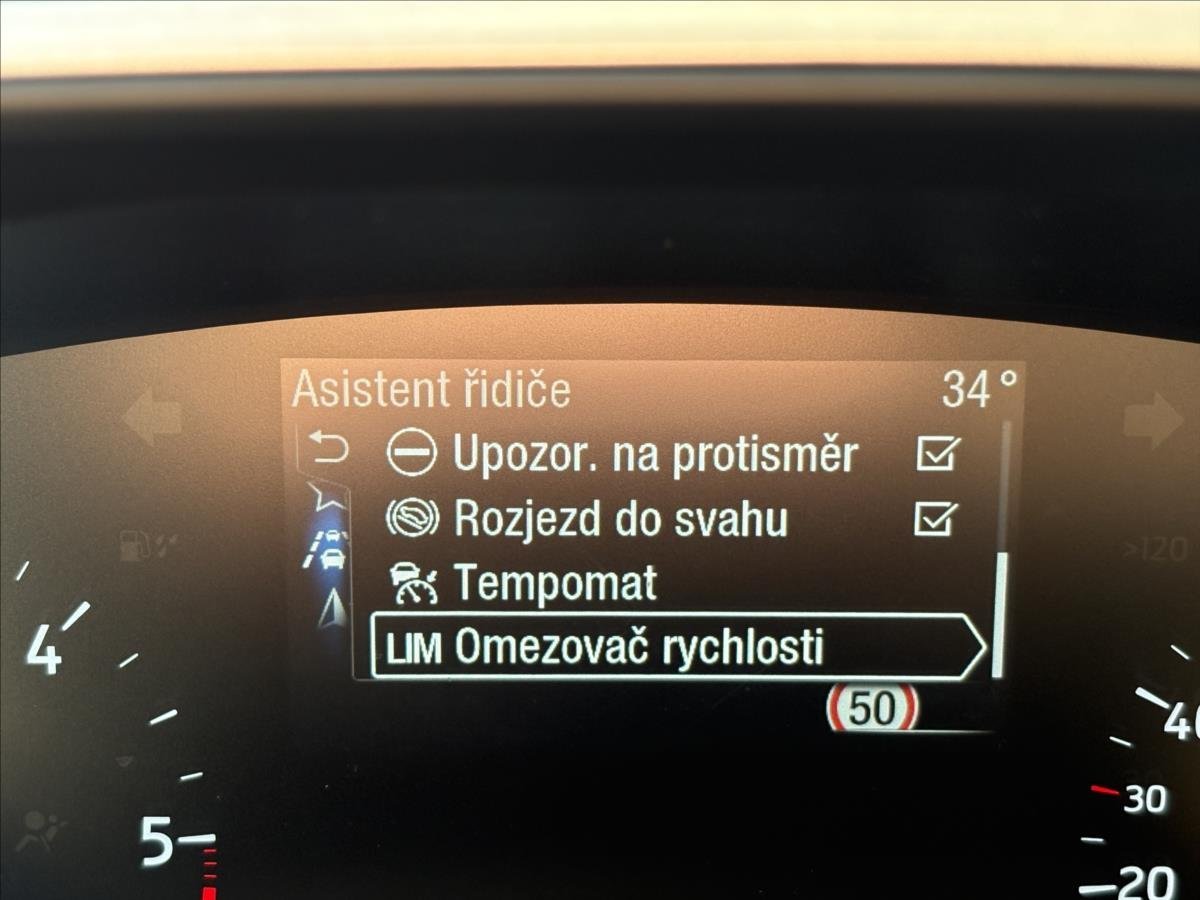 Asistent řidiče 34°
Upozor. na protisměr
Rozjezd do svahu
Tempomat
LIM Omezovač rychlosti
50
>120
4
5
40
30
20